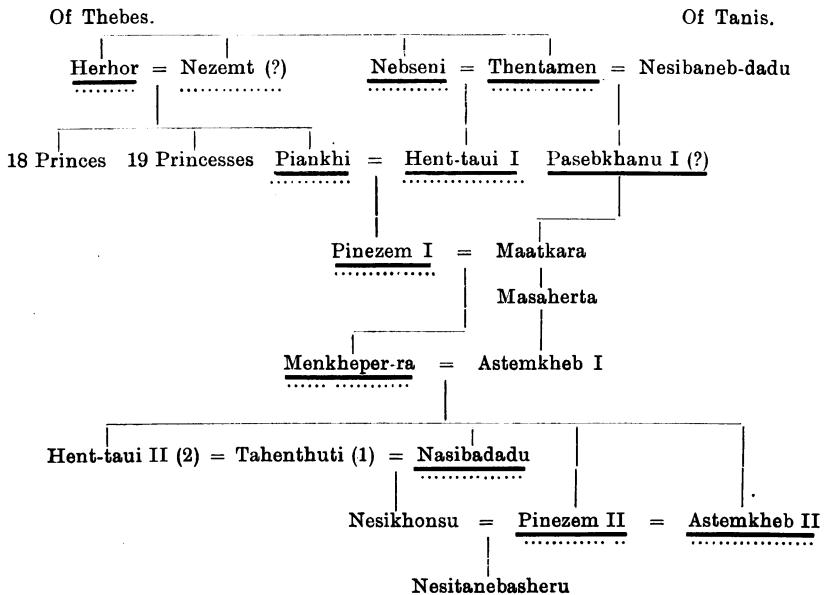 Of Thebes. Of Tanis.
Herhor = Nezemt (?) Nebseni = Thentamen = Nesibaneb-dadu
18 Princes 19 Princesses Piankhi = Hent-taui I Pasebkhanu I (?)
Pinezem I = Maatkara
Masaherta
Menkheper-ra = Astemkheb I
Hent-taui II (2) = Tahenthuti (1) = Nasibadadu
Nesikhonsu = Pinezem II = Astemkheb II
Nesitanebasheru